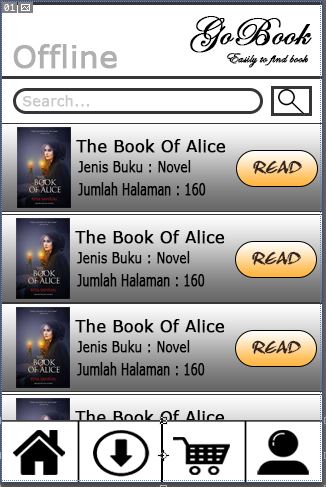 01
GoBook
Offline
Easily to find book
Search...
The Book Of Alice
Jenis Buku : Novel
Jumlah Halaman : 160
READ
BOOK
OF ALICE
The Book Of Alice
Jenis Buku : Novel
Jumlah Halaman : 160
READ
BOOK
OF ALICE
The Book Of Alice
Jenis Buku : Novel
Jumlah Halaman : 160
READ
BOOK
OF ALICE
The Book Of Alice